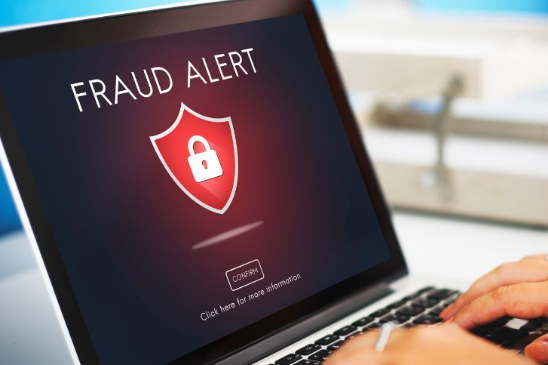 FRAUD ALERT
CONFIRM
Click here for more information